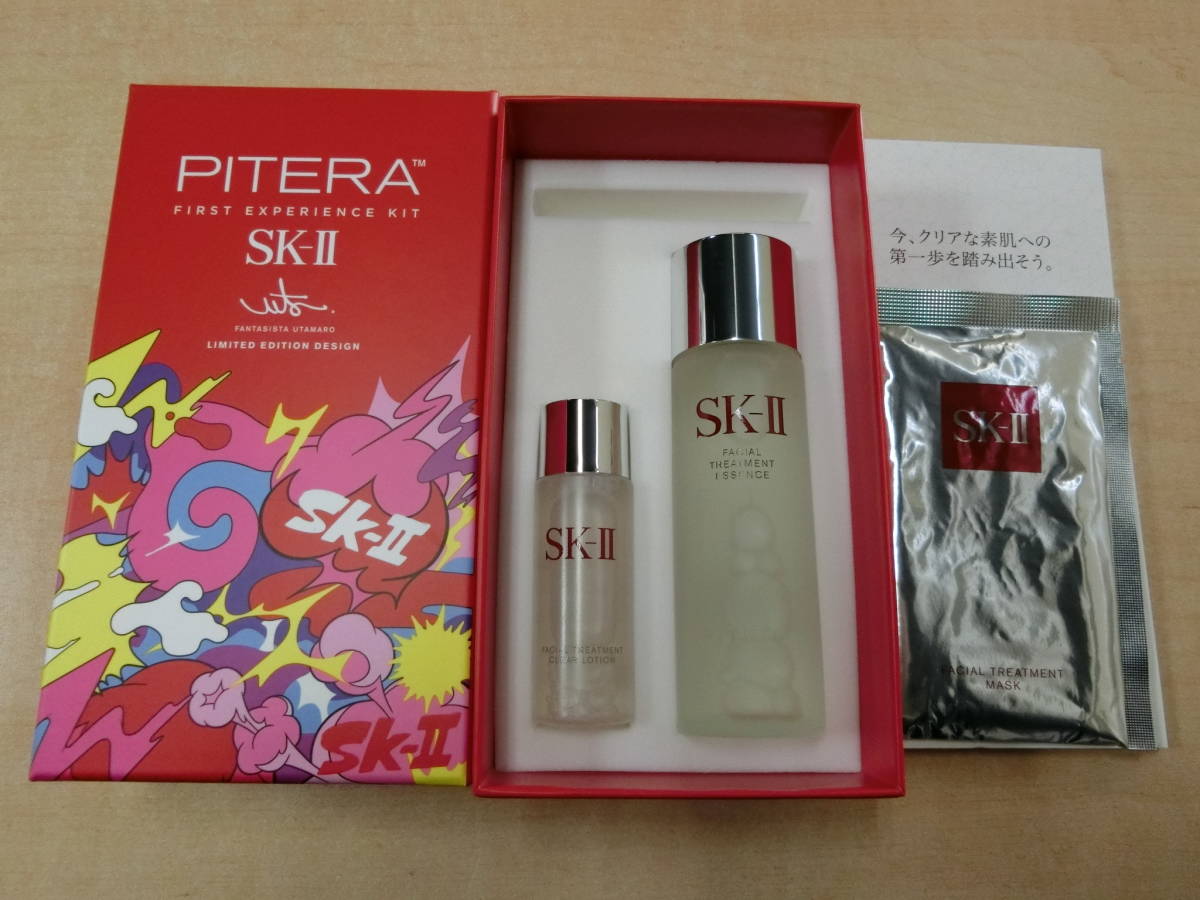 PITERA™
FIRST EXPERIENCE KIT
SK-II
FANTASISTA UTAMARO
LIMITED EDITION DESIGN
SK-II
SK-II
SK-II
FACIAL TREATMENT
CLEAR LOTION
SK-II
FACIAL
TREATMENT
ESSENCE
今、クリアな素肌への
第一歩を踏み出そう。
SK-II
FACIAL TREATMENT
MASK